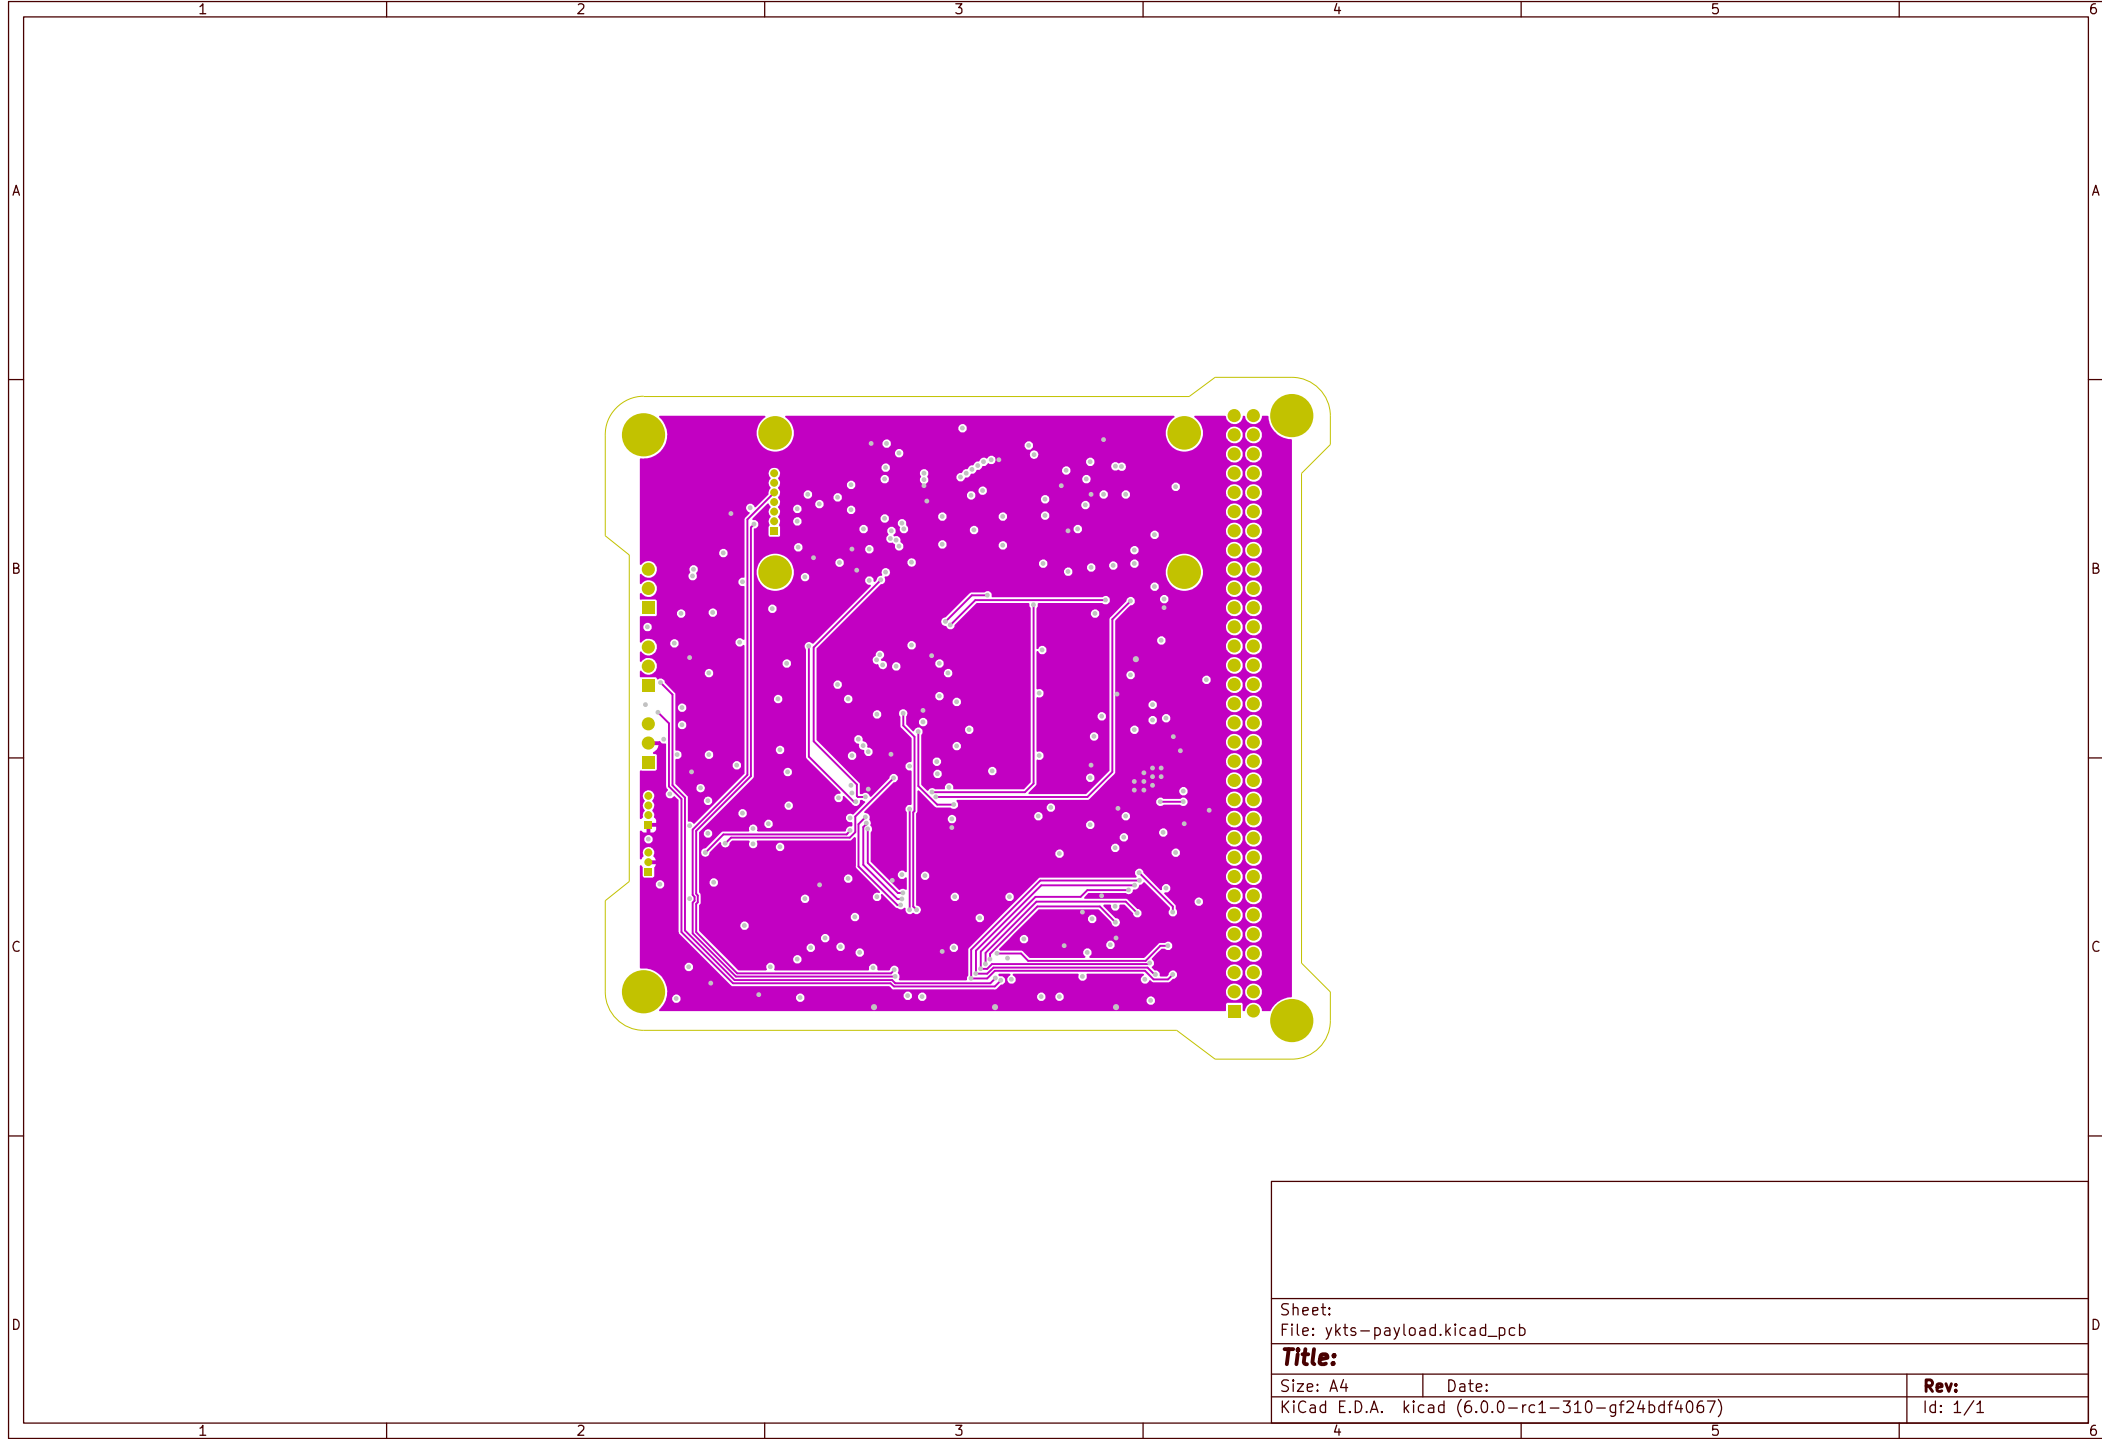 1 2 3 4 5 6
A A
B B
C C
Sheet:
File: ykts-payload.kicad_pcb
D D
Title:
Size: A4 Date: Rev:
KiCad E.D.A. kicad (6.0.0-rc1-310-gf24bdf4067) Id: 1/1
1 2 3 4 5 6